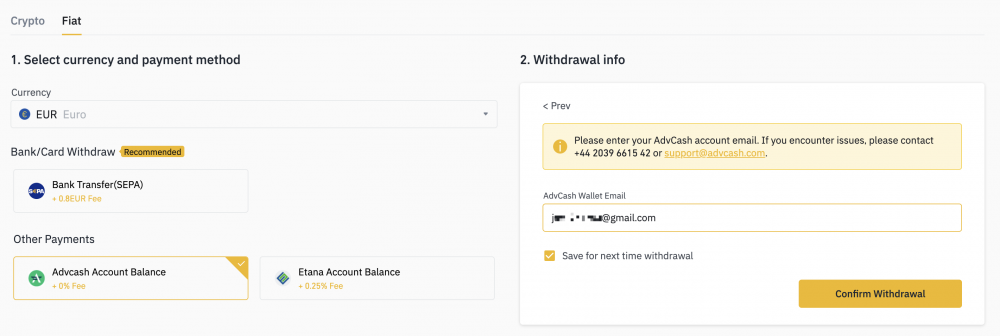 Crypto Fiat
1. Select currency and payment method
Currency
EUR Euro
Bank/Card Withdraw Recommended
SEPA
Bank Transfer(SEPA)
+ 0.8EUR Fee
Other Payments
Advcash Account Balance
+ 0% Fee
Etana Account Balance
+ 0.25% Fee
2. Withdrawal info
< Prev
Please enter your AdvCash account email. If you encounter issues, please contact
+44 2039 6615 42 or support@advcash.com.
AdvCash Wallet Email
@gmail.com
Save for next time withdrawal
Confirm Withdrawal